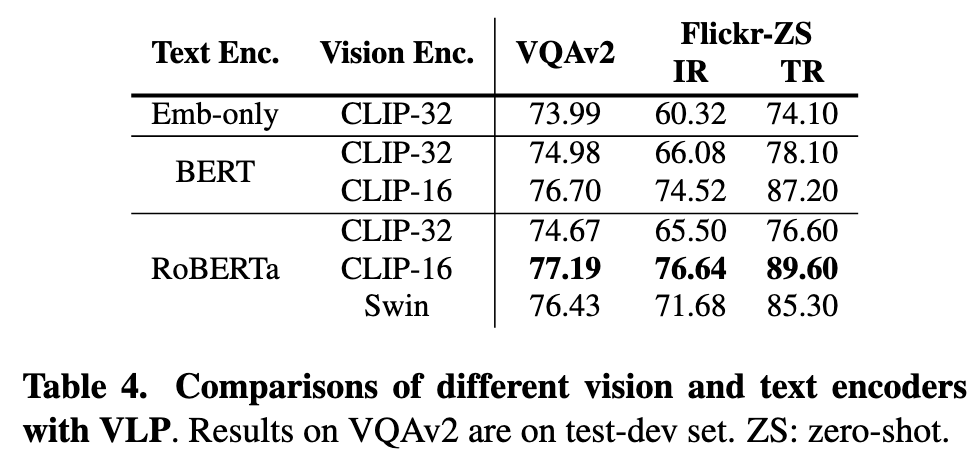 Text Enc. Vision Enc. VQAv2 Flickr-ZS
IR TR
Emb-only CLIP-32 73.99 60.32 74.10
BERT CLIP-32 74.98 66.08 78.10
CLIP-16 76.70 74.52 87.20
RoBERTa CLIP-32 74.67 65.50 76.60
CLIP-16 77.19 76.64 89.60
Swin 76.43 71.68 85.30
Table 4. Comparisons of different vision and text encoders
with VLP. Results on VQAv2 are on test-dev set. ZS: zero-shot.